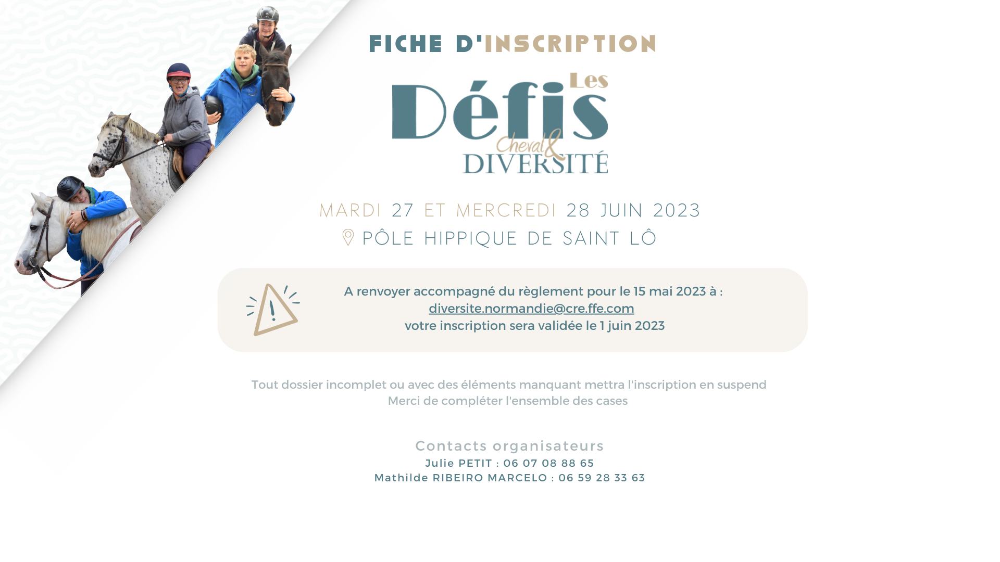 FICHE D'INSCRIPTION
Les
Défis
Cheval &
DIVERSITÉ
MARDI 27 ET MERCREDI 28 JUIN 2023
PÔLE HIPPIQUE DE SAINT LÔ
A renvoyer accompagné du règlement pour le 15 mai 2023 à :
diversite.normandie@cre.ffe.com
votre inscription sera validée le 1 juin 2023
Tout dossier incomplet ou avec des éléments manquant mettra l'inscription en suspend
Merci de compléter l'ensemble des cases
Contacts organisateurs
Julie PETIT : 06 07 08 88 65
Mathilde RIBEIRO MARCELO : 06 59 28 33 63